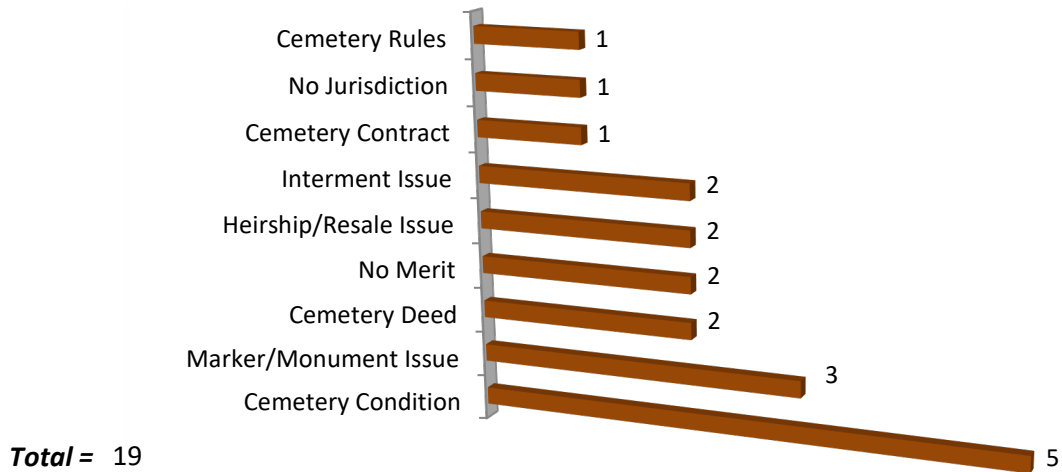 Cemetery Rules 1
No Jurisdiction 1
Cemetery Contract 1
Interment Issue 2
Heirship/Resale Issue 2
No Merit 2
Cemetery Deed 2
Marker/Monument Issue 3
Cemetery Condition 5
Total = 19